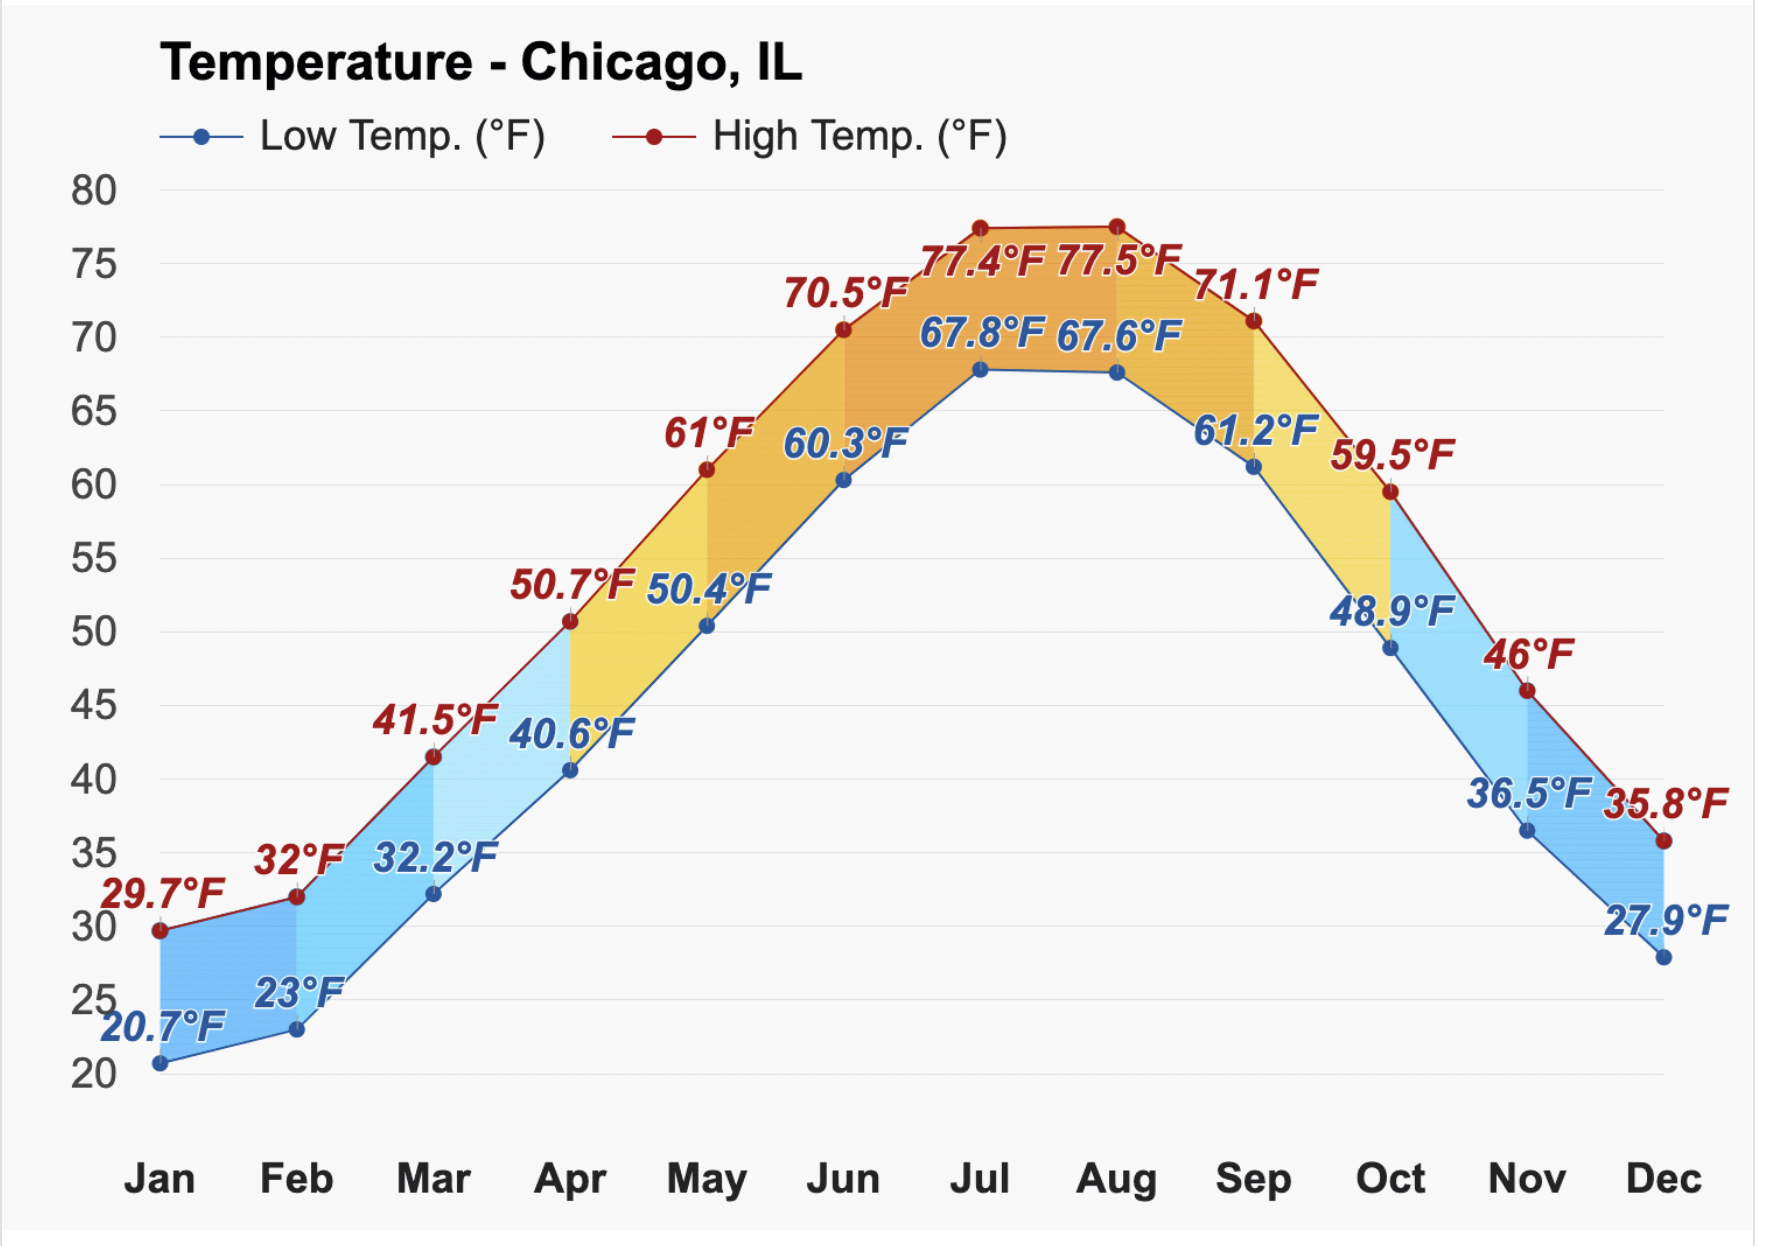 Temperature - Chicago, IL
Low Temp. (°F) High Temp. (°F)
80
75
70
65
60
55
50
45
40
35
30
25
20
29.7°F
32°F
41.5°F
50.7°F
61°F
70.5°F
77.4°F
77.5°F
71.1°F
59.5°F
46°F
35.8°F
20.7°F
23°F
32.2°F
40.6°F
50.4°F
60.3°F
67.8°F
67.6°F
61.2°F
48.9°F
36.5°F
27.9°F
Jan Feb Mar Apr May Jun Jul Aug Sep Oct Nov Dec